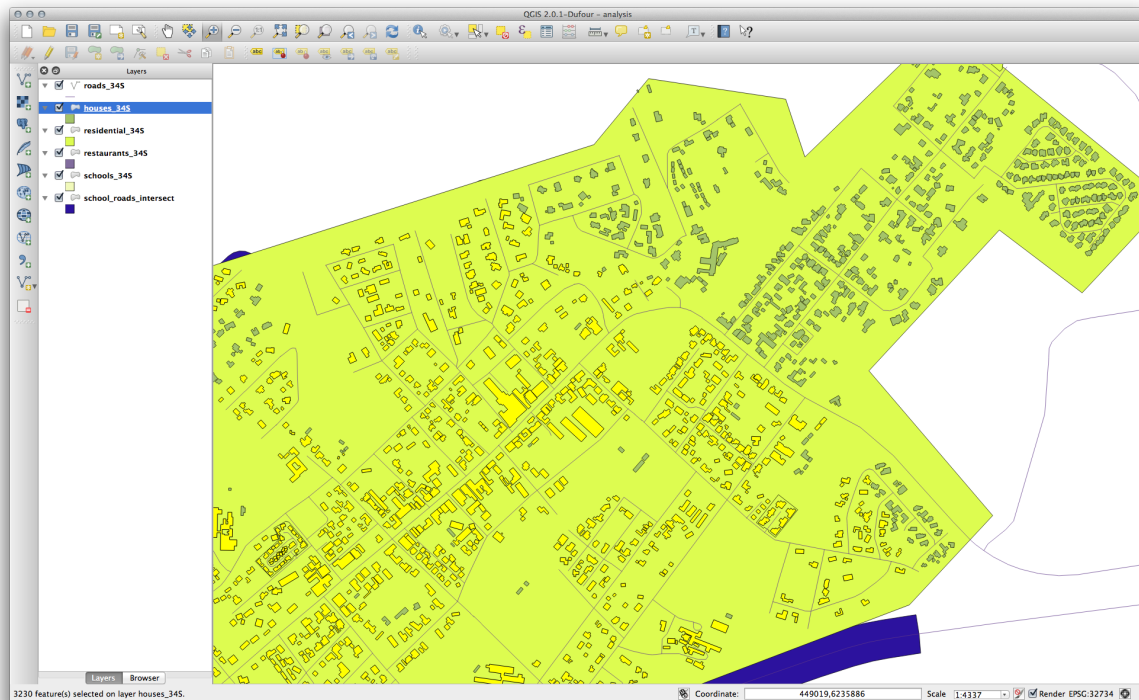 QGIS 2.0.1-Dufour - analysis
Layers
roads_34S
houses_34S
residential_34S
restaurants_34S
schools_34S
school_roads_intersect
Layers Browser
3230 feature(s) selected on layer houses_34S. Coordinate: 449019,6235886 Scale 1:4337 Render EPSG:32734